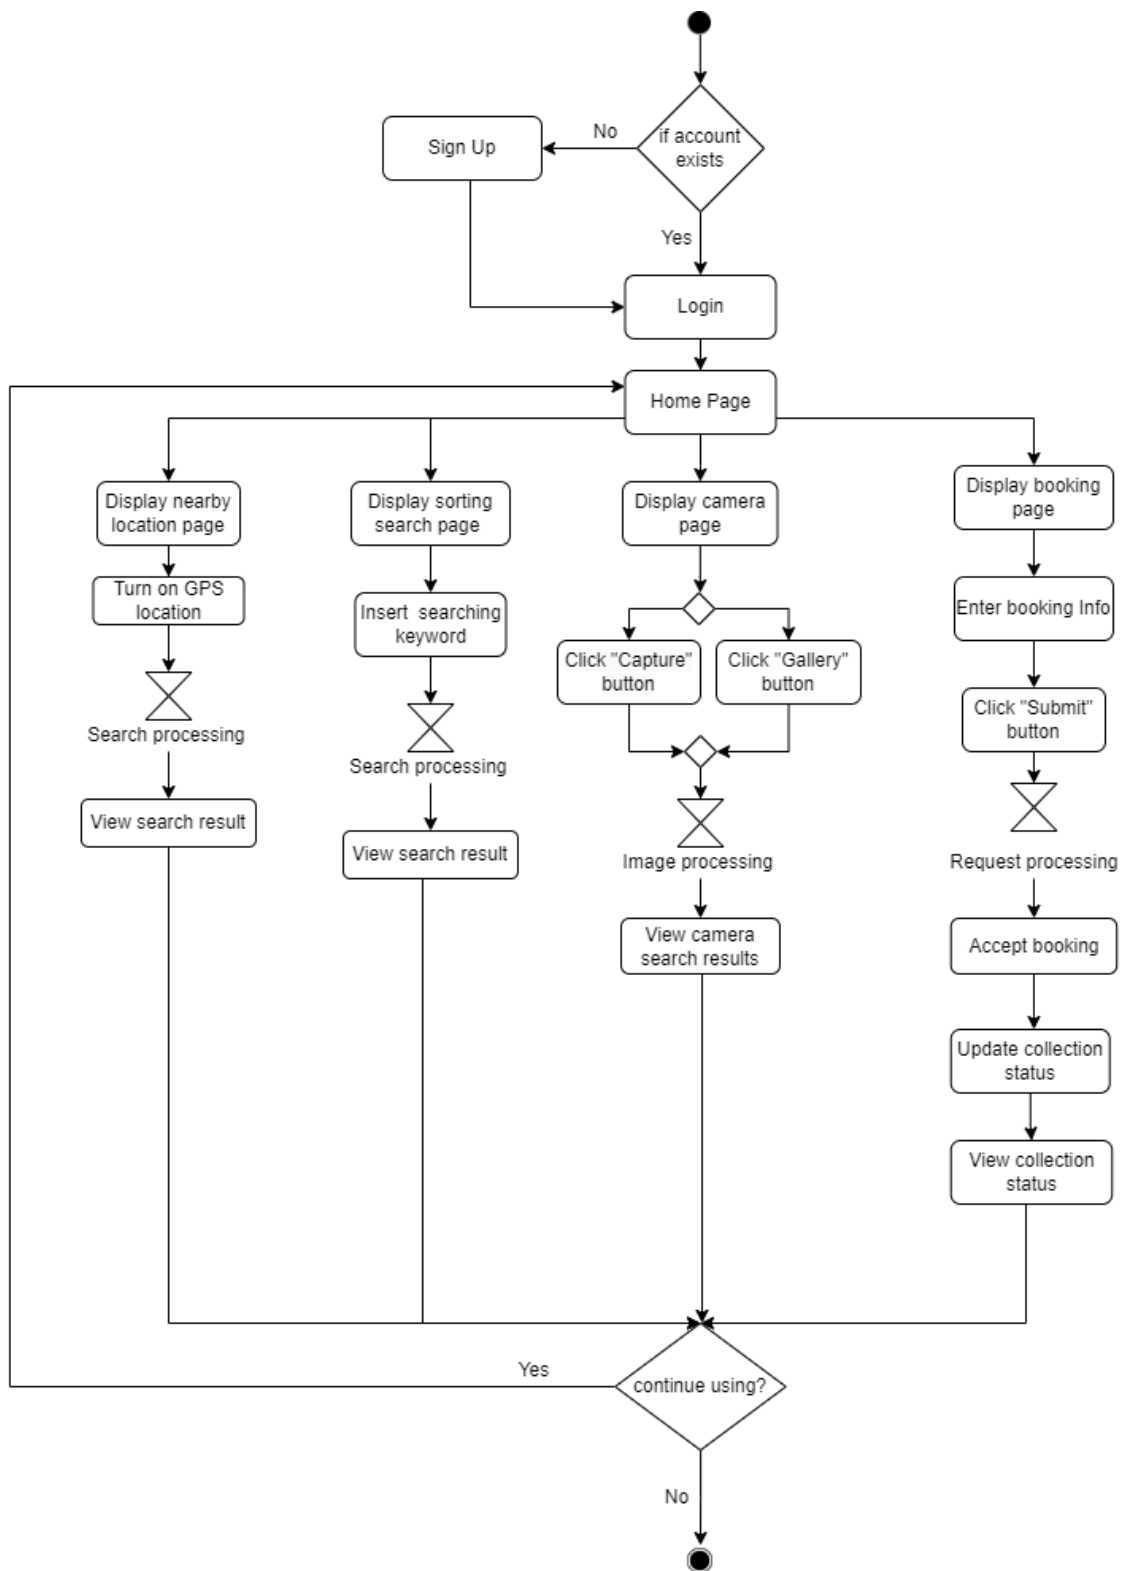 if account
exists
No
Sign Up
Yes
Login
Home Page
Display nearby
location page
Turn on GPS
location
Search processing
View search result
Display sorting
search page
Insert searching
keyword
Search processing
View search result
Display camera
page
Click "Capture"
button
Click "Gallery"
button
Image processing
View camera
search results
Display booking
page
Enter booking Info
Click "Submit"
button
Request processing
Accept booking
Update collection
status
View collection
status
continue using?
Yes
No